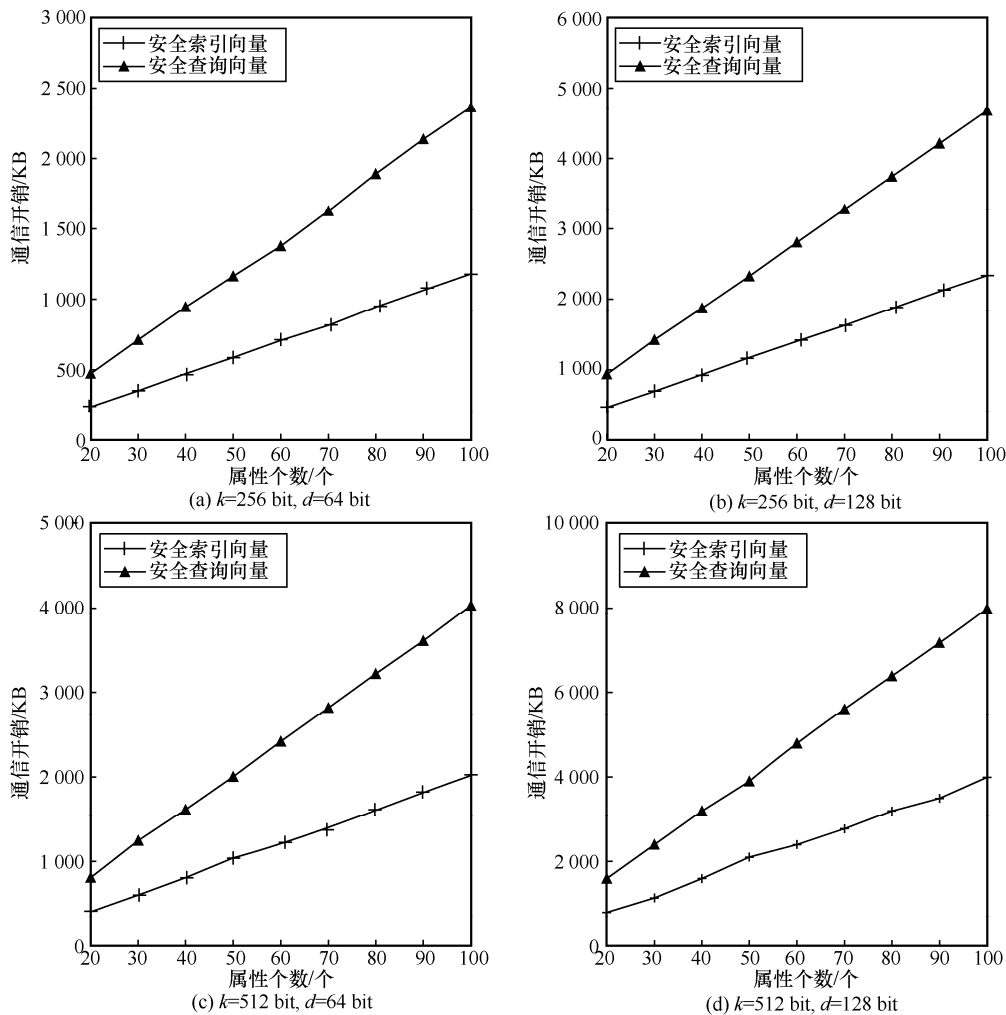 3 000
2 500
2 000
1 500
1 000
500
0
通信开销/KB
安全索引向量
安全查询向量
20 30 40 50 60 70 80 90 100
属性个数/个
(a) k=256 bit, d=64 bit
6 000
5 000
4 000
3 000
2 000
1 000
0
通信开销/KB
安全索引向量
安全查询向量
20 30 40 50 60 70 80 90 100
属性个数/个
(b) k=256 bit, d=128 bit
5 000
4 000
3 000
2 000
1 000
0
通信开销/KB
安全索引向量
安全查询向量
20 30 40 50 60 70 80 90 100
属性个数/个
(c) k=512 bit, d=64 bit
10 000
8 000
6 000
4 000
2 000
0
通信开销/KB
安全索引向量
安全查询向量
20 30 40 50 60 70 80 90 100
属性个数/个
(d) k=512 bit, d=128 bit